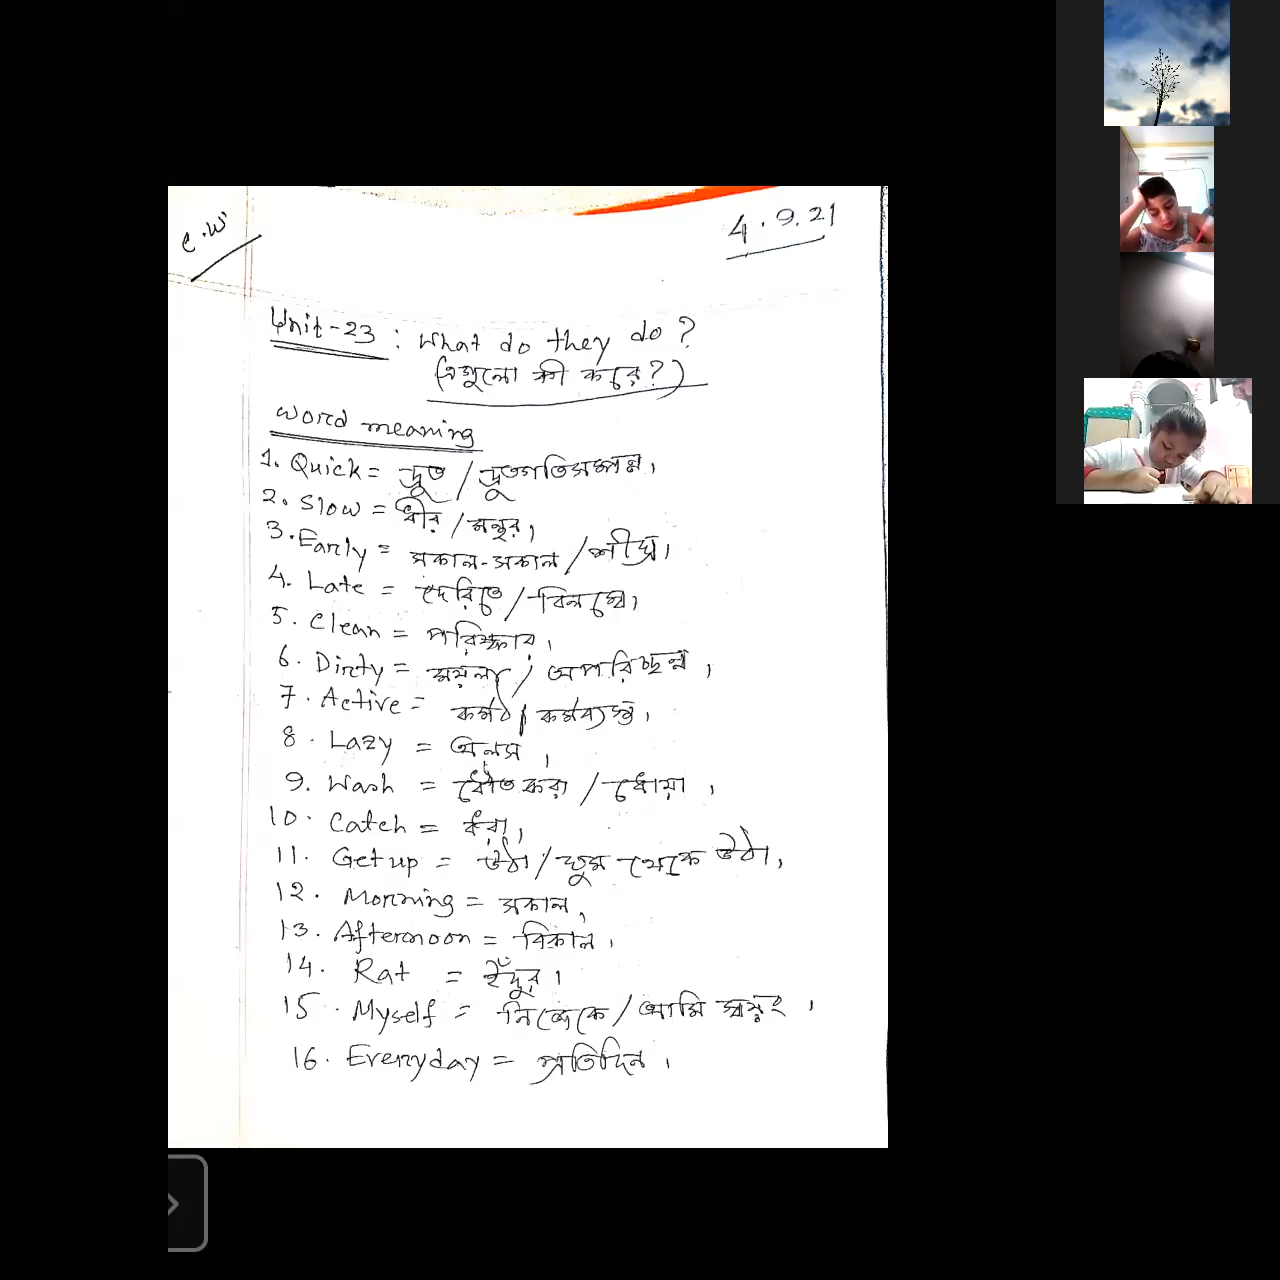 C.W
4.9.21
Unit-23 : What do they do ?
(এগুলো কী করে?)
Word meaning
1. Quick = দ্রুত / দ্রুতগতিসম্পন্ন।
2. Slow = ধীর / মন্থর।
3. Early = সকাল-সকাল / শীঘ্র।
4. Late = দেরিতে / বিলম্বে।
5. Clean = পরিষ্কার।
6. Dirty = ময়লা / অপরিচ্ছন্ন।
7. Active = কর্মঠ / কর্মব্যস্ত।
8. Lazy = অলস।
9. Wash = ধৌত করা / ধোয়া।
10. Catch = ধরা।
11. Get up = উঠা / ঘুম থেকে উঠা।
12. Morning = সকাল।
13. Afternoon = বিকাল।
14. Rat = ইঁদুর।
15. Myself = নিজেকে / আমি স্বয়ং।
16. Everyday = প্রতিদিন।